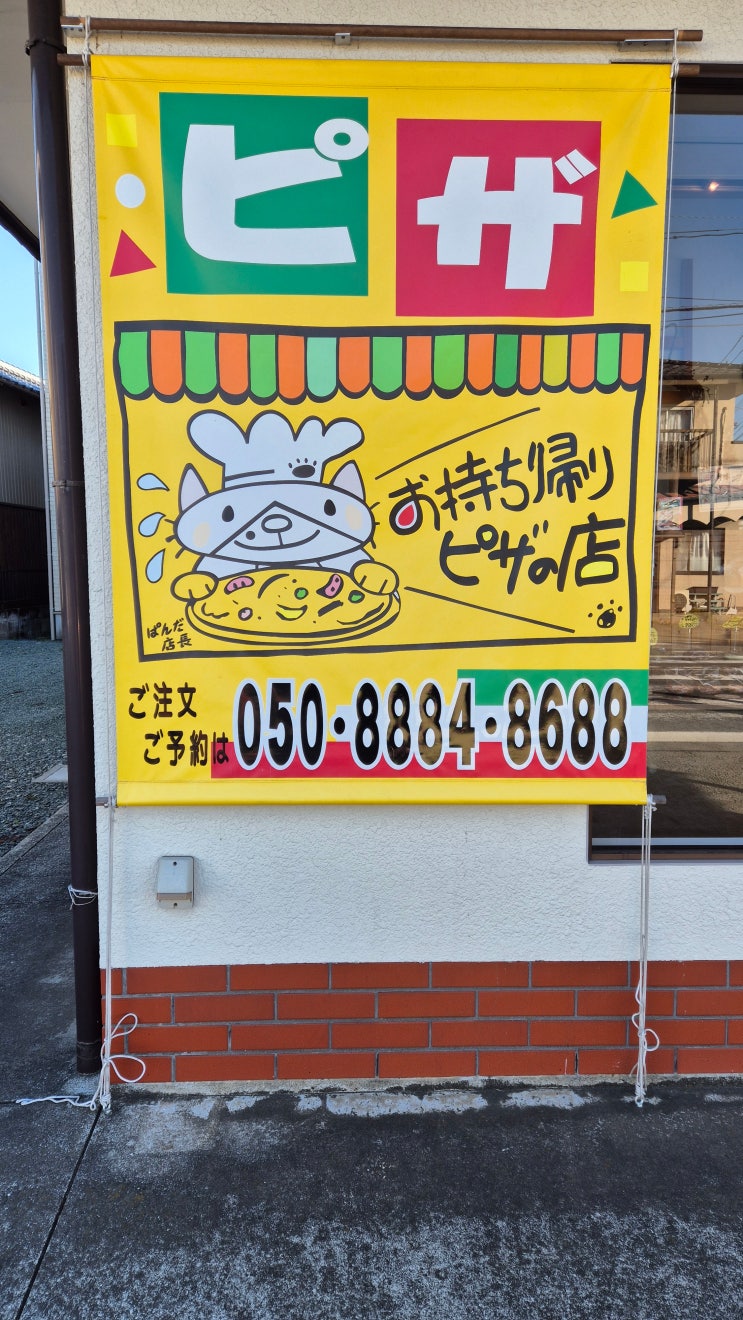 ピザ
お持ち帰り
ピザの店
ぱんだ
店長
ご注文
ご予約は
050・8884・8688